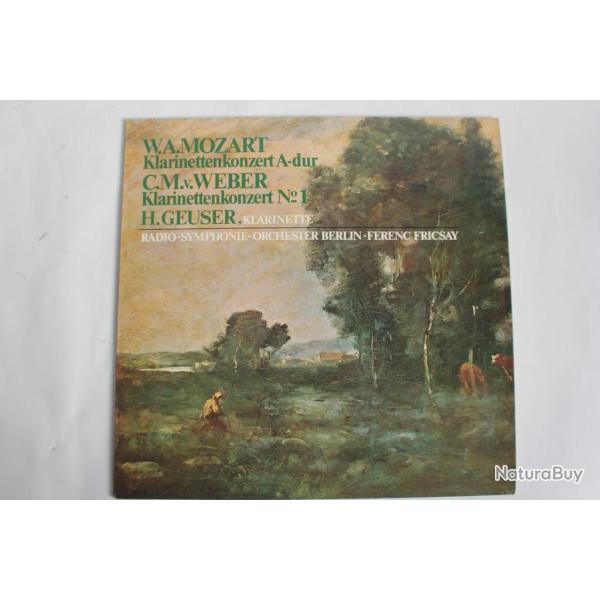 W.A.MOZART
Klarinettenkonzert A-dur
C.M.v.WEBER
Klarinettenkonzert No 1
H.GEUSER, KLARINETTE
RADIO-SYMPHONIE-ORCHESTER BERLIN · FERENC FRICSAY
NaturaBuy